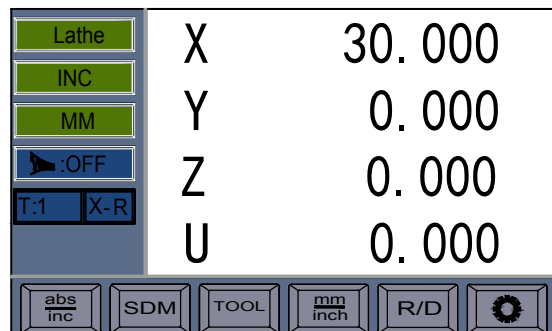 Lathe
INC
MM
:OFF
T:1 X-R
X 30.000
Y 0.000
Z 0.000
U 0.000
abs
inc
SDM
TOOL
mm
inch
R/D